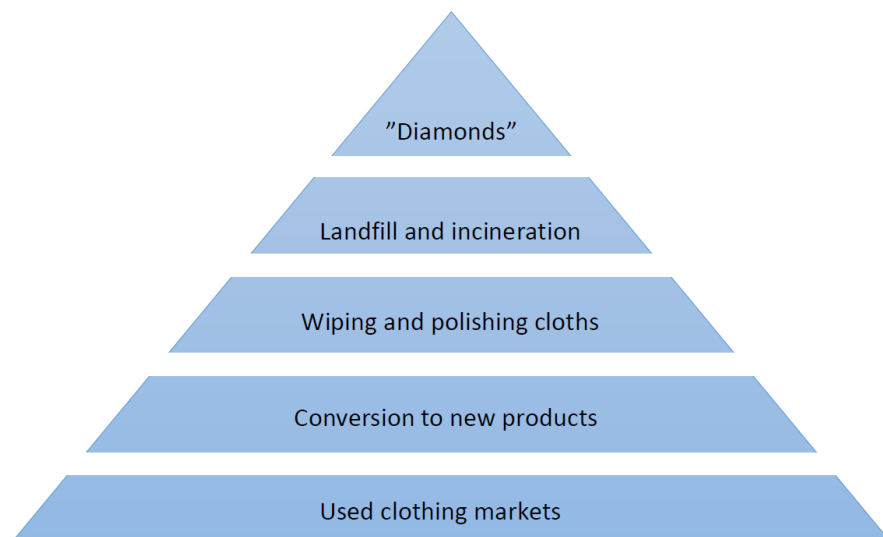 ”Diamonds”
Landfill and incineration
Wiping and polishing cloths
Conversion to new products
Used clothing markets